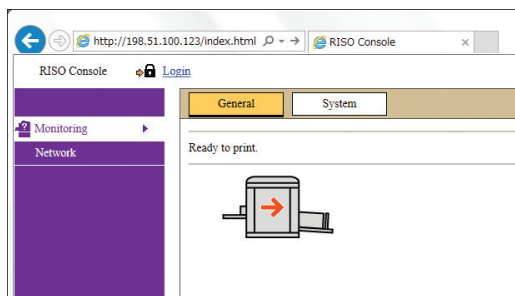 http://198.51.100.123/index.html
RISO Console
RISO Console
Login
General
System
Monitoring
Network
Ready to print.